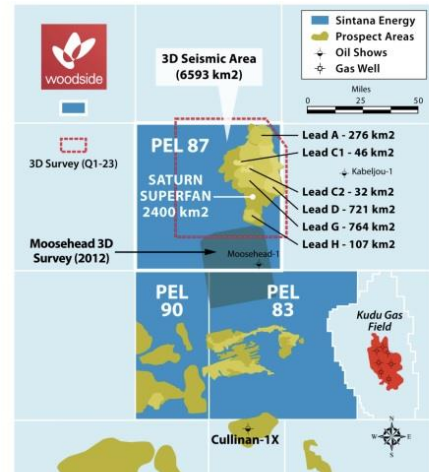 woodside
3D Survey (Q1-23)
3D Seismic Area
(6593 km2)
Sintana Energy
Prospect Areas
Oil Shows
Gas Well
Miles
0 25 50
PEL 87
SATURN
SUPERFAN
2400 km2
Lead A - 276 km2
Lead C1 - 46 km2
Kabeljou-1
Lead C2 - 32 km2
Lead D - 721 km2
Lead G - 764 km2
Lead H - 107 km2
Moosehead 3D
Survey (2012)
Moosehead-1
PEL
90
PEL
83
Kudu Gas
Field
Cullinan-1X
N
W E
S